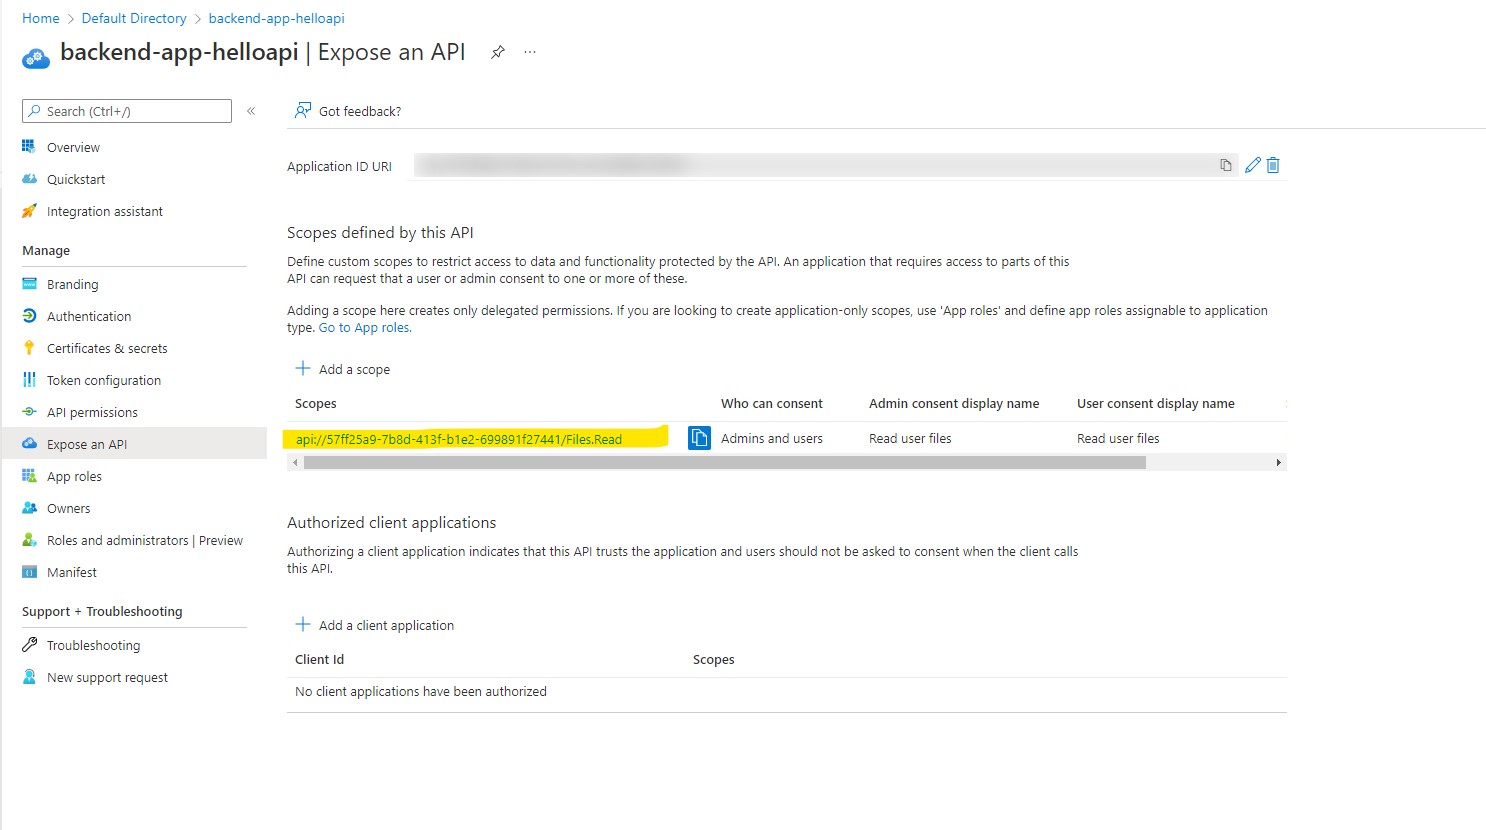 Home > Default Directory > backend-app-helloapi
backend-app-helloapi | Expose an API
Search (Ctrl+/)
«
Overview
Quickstart
Integration assistant
Manage
Branding
Authentication
Certificates & secrets
Token configuration
API permissions
Expose an API
App roles
Owners
Roles and administrators | Preview
Manifest
Support + Troubleshooting
Troubleshooting
New support request
Got feedback?
Application ID URI
Scopes defined by this API
Define custom scopes to restrict access to data and functionality protected by the API. An application that requires access to parts of this
API can request that a user or admin consent to one or more of these.
Adding a scope here creates only delegated permissions. If you are looking to create application-only scopes, use 'App roles' and define app roles assignable to application
type. Go to App roles.
Add a scope
Scopes Who can consent Admin consent display name User consent display name
api://57ff25a9-7b8d-413f-b1e2-699891f27441/Files.Read Admins and users Read user files Read user files
Authorized client applications
Authorizing a client application indicates that this API trusts the application and users should not be asked to consent when the client calls
this API.
Add a client application
Client Id Scopes
No client applications have been authorized